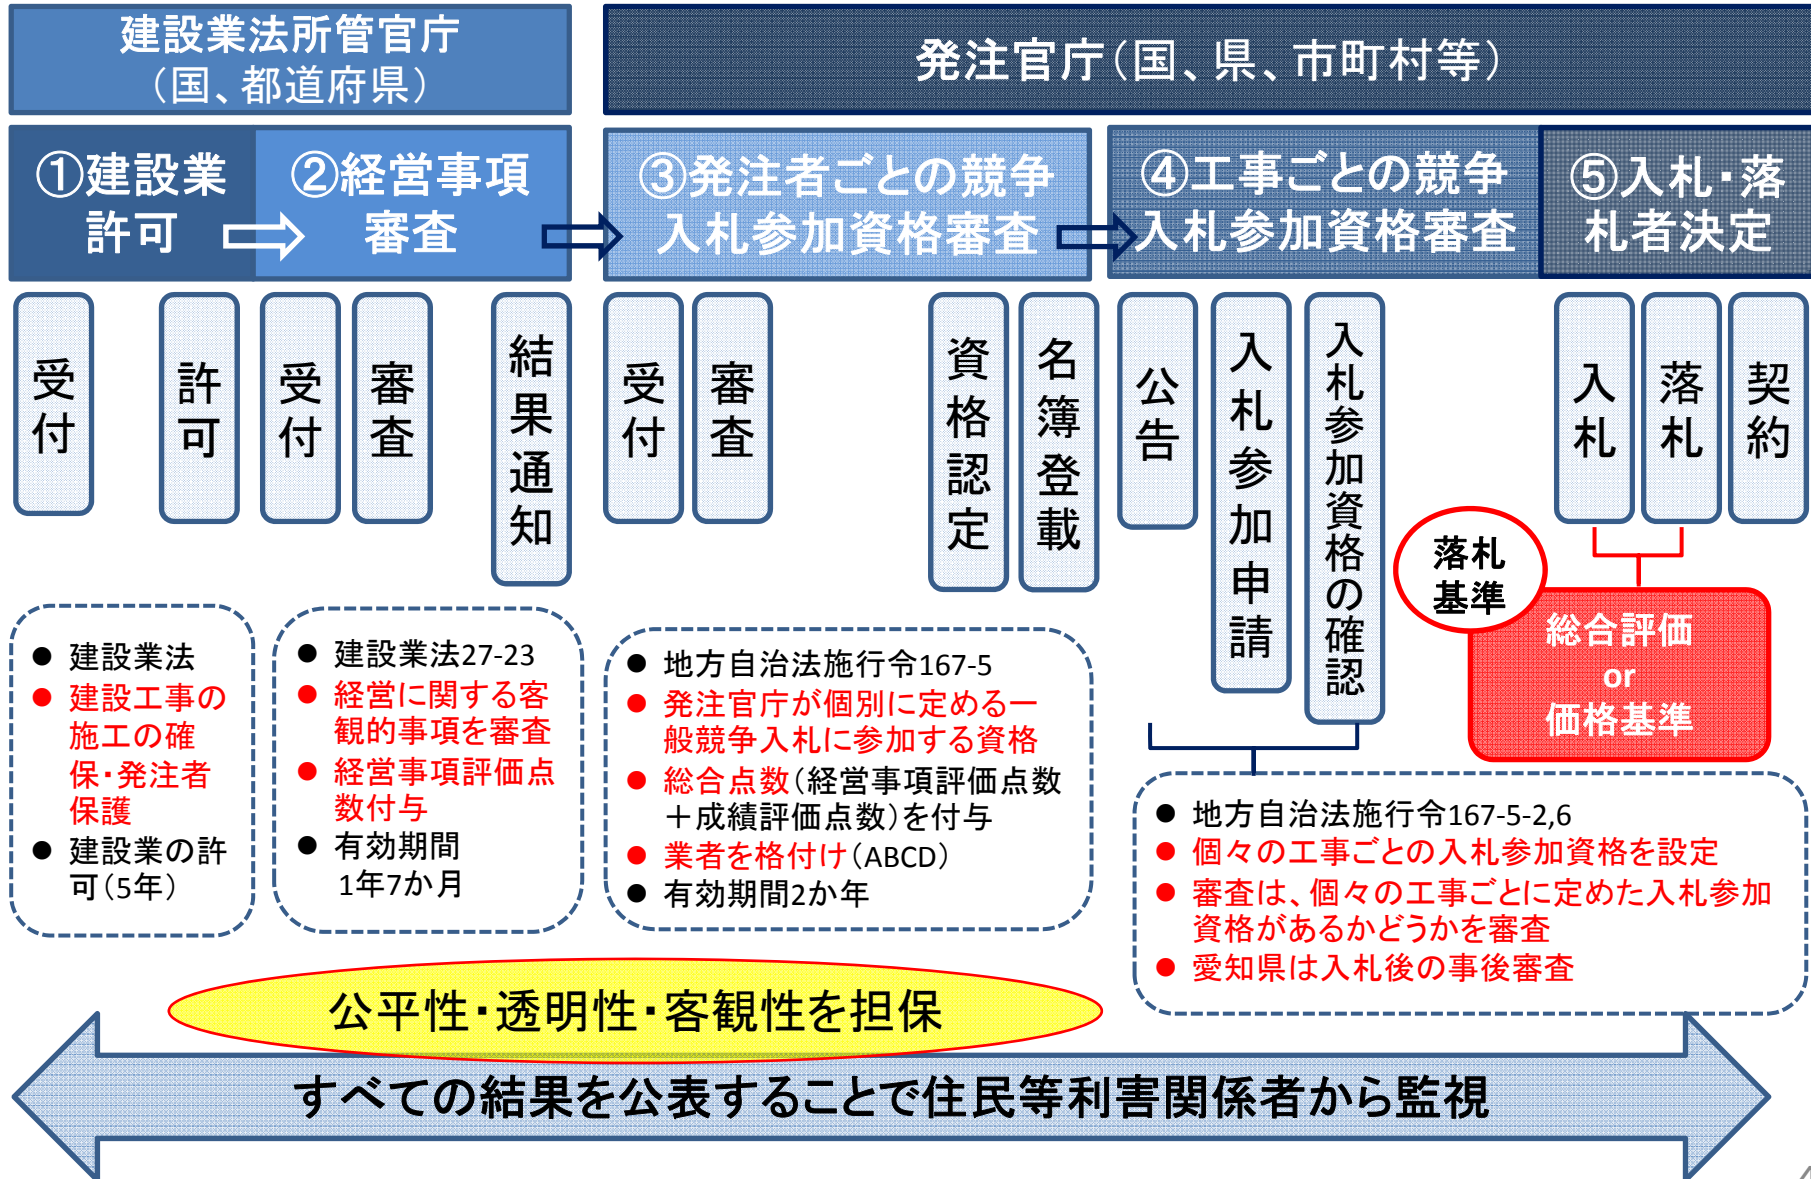 建設業法所管官庁
（国、都道府県）
発注官庁（国、県、市町村等）
①建設業
許可
②経営事項
審査
③発注者ごとの競争
入札参加資格審査
④工事ごとの競争
入札参加資格審査
⑤入札・落
札者決定
受付
許可
受付
審査
結果通知
受付
審査
資格認定
名簿登載
公告
入札参加申請
入札参加資格の確認
入札
落札
契約
落札
基準
総合評価
or
価格基準
● 建設業法
● 建設工事の
施工の確
保・発注者
保護
● 建設業の許
可（5年）
● 建設業法27-23
● 経営に関する客
観的事項を審査
● 経営事項評価点
数付与
● 有効期間
1年7か月
● 地方自治法施行令167-5
● 発注官庁が個別に定める一
般競争入札に参加する資格
● 総合点数（経営事項評価点数
＋成績評価点数）を付与
● 業者を格付け（ABCD）
● 有効期間2か年
● 地方自治法施行令167-5-2,6
● 個々の工事ごとの入札参加資格を設定
● 審査は、個々の工事ごとに定めた入札参加
資格があるかどうかを審査
● 愛知県は入札後の事後審査
公平性・透明性・客観性を担保
すべての結果を公表することで住民等利害関係者から監視